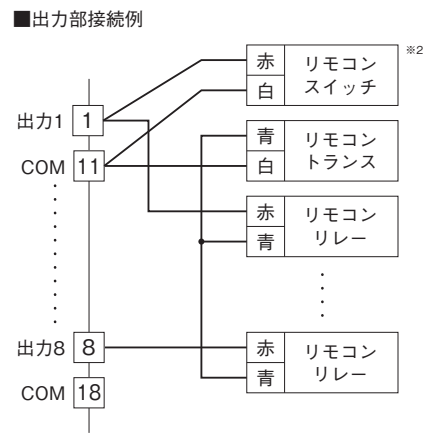 ■出力部接続例
赤
白
リモコン
スイッチ
※2
出力1 1
COM 11
青
白
リモコン
トランス
赤
青
リモコン
リレー
出力8 8
COM 18
赤
青
リモコン
リレー